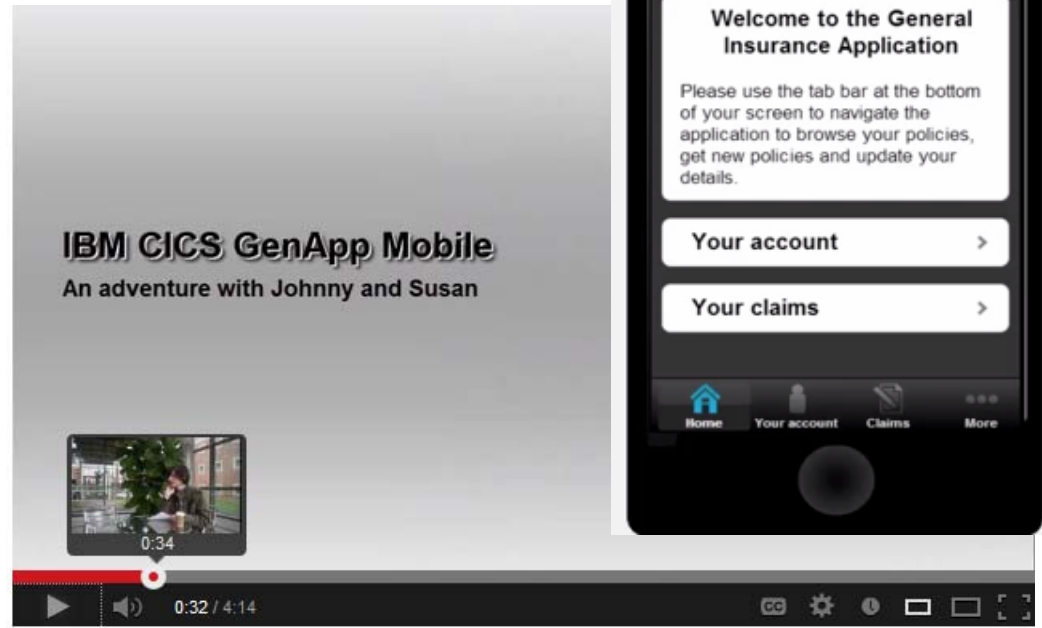 IBM CICS GenApp Mobile
An adventure with Johnny and Susan
0:34
0:32 / 4:14
CC
Welcome to the General
Insurance Application
Please use the tab bar at the bottom
of your screen to navigate the
application to browse your policies,
get new policies and update your
details.
Your account >
Your claims >
Home Your account Claims More